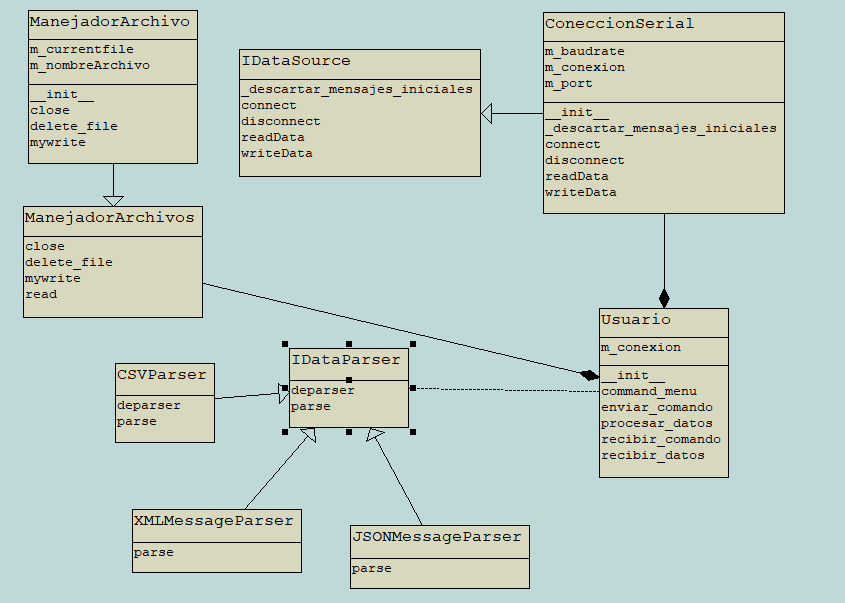 ManejadorArchivo
m_currentfile
m_nombreArchivo
__init__
close
delete_file
mywrite
IDataSource
_descartar_mensajes_iniciales
connect
disconnect
readData
writeData
ConeccionSerial
m_baudrate
m_conexion
m_port
__init__
_descartar_mensajes_iniciales
connect
disconnect
readData
writeData
ManejadorArchivos
close
delete_file
mywrite
read
Usuario
m_conexion
__init__
command_menu
enviar_comando
procesar_datos
recibir_comando
recibir_datos
IDataParser
deparser
parse
CSVParser
deparser
parse
XMLMessageParser
parse
JSONMessageParser
parse